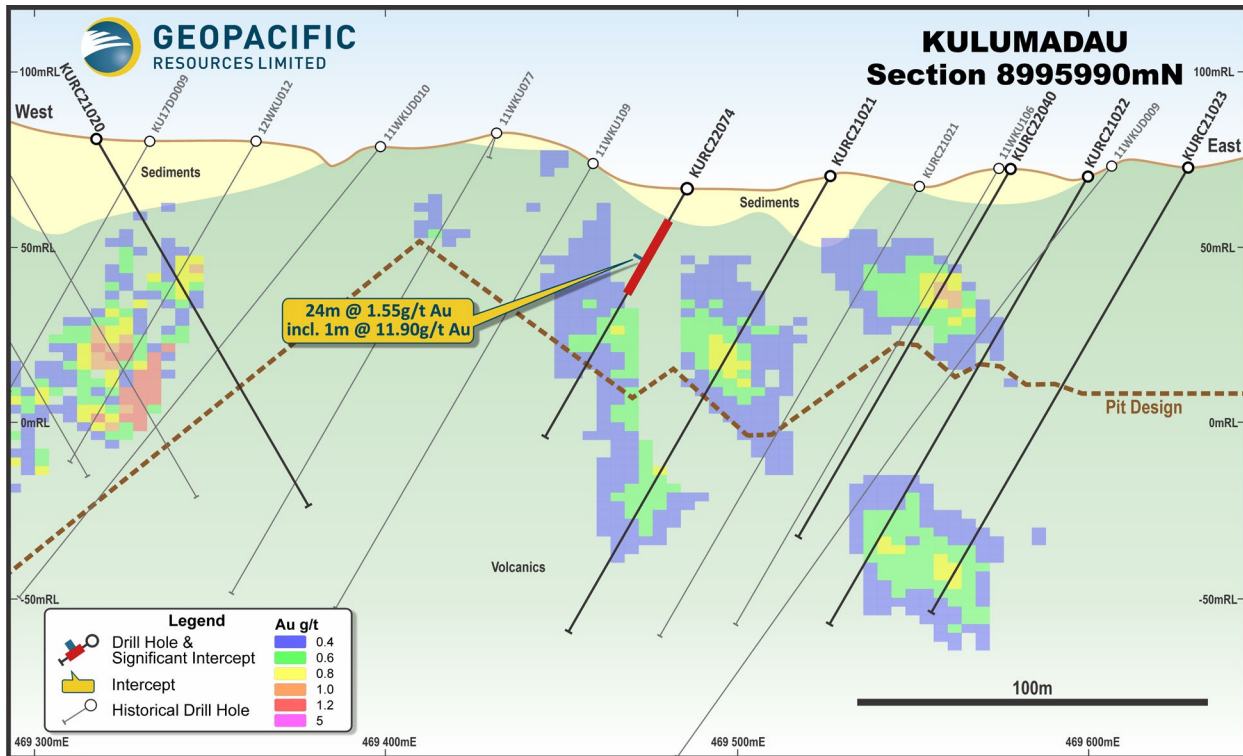 GEOPACIFIC
RESOURCES LIMITED
KULUMADAU
Section 8995990mN
100mRL
100mRL
West
East
KURC21020
KU17DD009
12WKU012
11WKUD010
11WKU077
11WKU109
KURC22074
KURC21021
KURC21021
11WKU106
KURC22040
KURC21022
11WKUD009
KURC21023
Sediments
Sediments
50mRL
50mRL
24m @ 1.55g/t Au
incl. 1m @ 11.90g/t Au
Pit Design
0mRL
0mRL
Volcanics
-50mRL
-50mRL
Legend
Drill Hole &
Significant Intercept
Intercept
Historical Drill Hole
Au g/t
0.4
0.6
0.8
1.0
1.2
5
100m
469 300mE
469 400mE
469 500mE
469 600mE